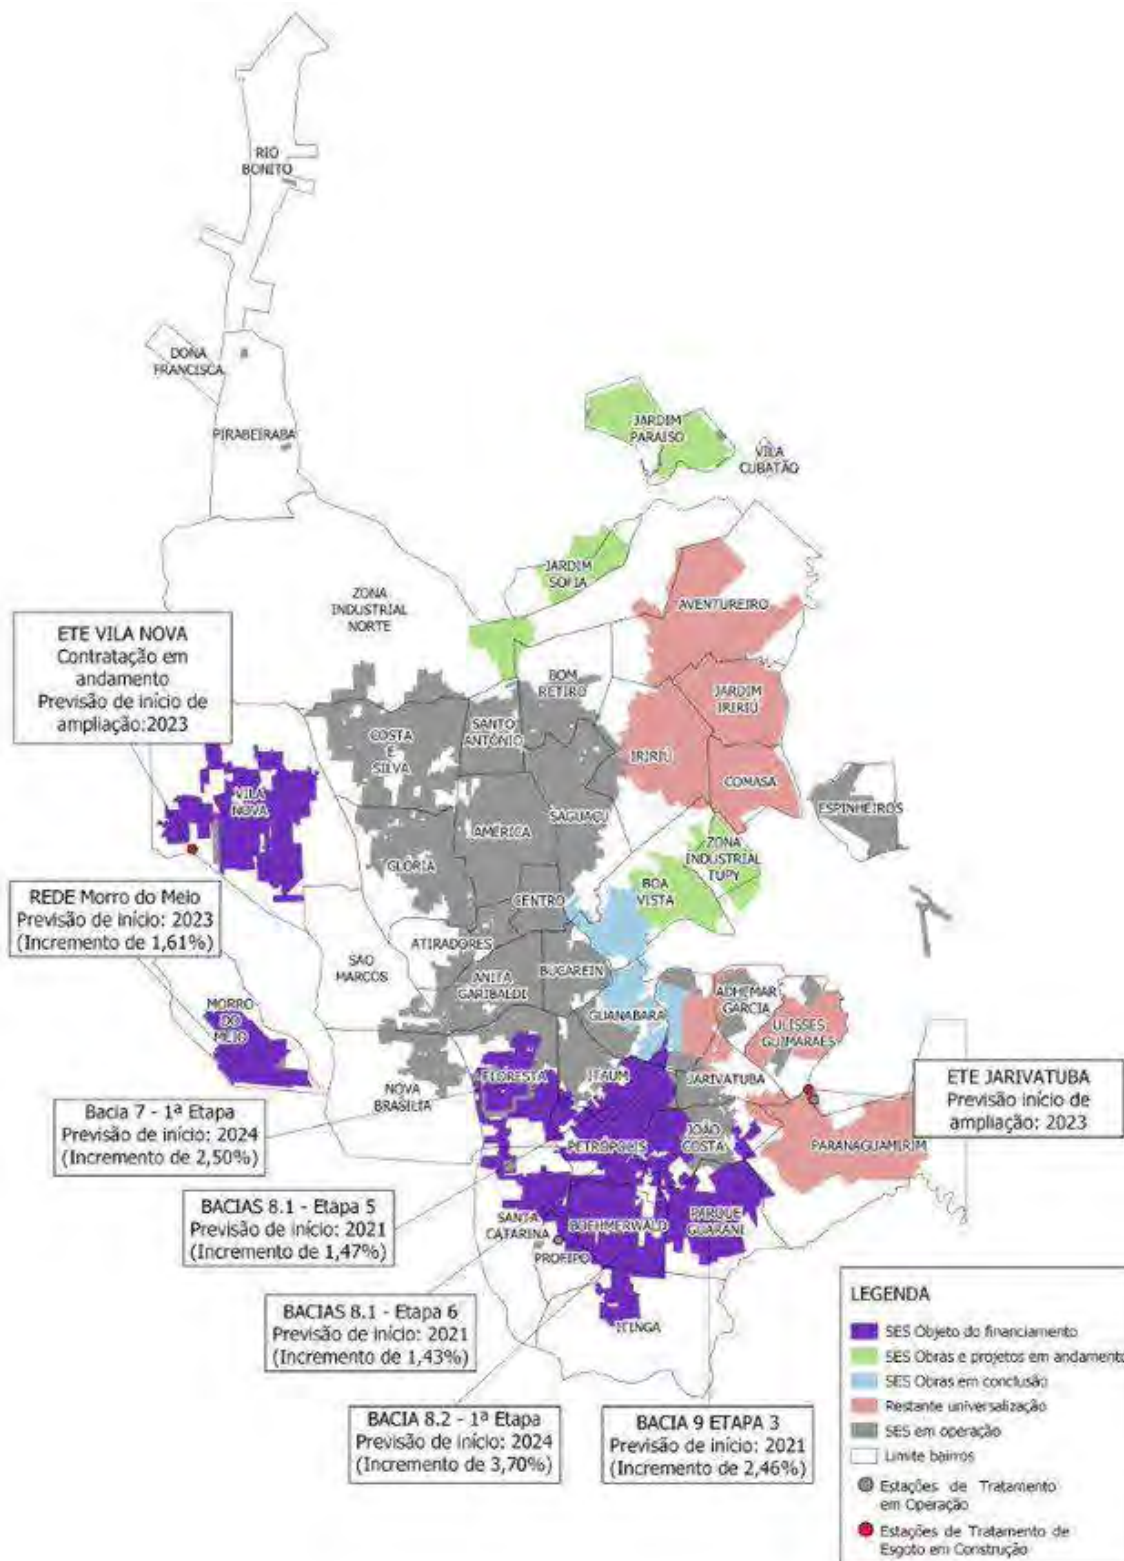 RIO
BONITO
DONA
FRANCISCA
PIRABEIRABA
JARDIM
PARAISO
VILA
CUBATÃO
JARDIM
SOFIA
ZONA
INDUSTRIAL
NORTE
AVENTUREIRO
ETE VILA NOVA
Contratação em
andamento
Previsão de início de
ampliação:2023
BOM
RETIRO
JARDIM
IRIRIÚ
SANTO
ANTÔNIO
COSTA
E
SILVA
IRIRIÚ
COMASA
VILA
NOVA
ESPINHEIROS
AMÉRICA
SAGUAÇU
ZONA
INDUSTRIAL
TUPY
GLÓRIA
BOA
VISTA
CENTRO
REDE Morro do Meio
Previsão de início: 2023
(Incremento de 1,61%)
ATIRADORES
SÃO
MARCOS
ANITA
GARIBALDI
BUCAREIN
ADHEMAR
GARCIA
MORRO
DO
MEIO
GUANABARA
ULISSES
GUIMARAES
FLORESTA
ITAUM
JARIVATUBA
NOVA
BRASÍLIA
ETE JARIVATUBA
Previsão início de
ampliação: 2023
Bacia 7 - 1ª Etapa
Previsão de início: 2024
(Incremento de 2,50%)
PETRÓPOLIS
JOÃO
COSTA
PARANAGUAMIRIM
BACIAS 8.1 - Etapa 5
Previsão de início: 2021
(Incremento de 1,47%)
SANTA
CATARINA
BOEHMERWALD
PARQUE
GUARANI
PROFIPO
BACIAS 8.1 - Etapa 6
Previsão de início: 2021
(Incremento de 1,43%)
ITINGA
BACIA 8.2 - 1ª Etapa
Previsão de início: 2024
(Incremento de 3,70%)
BACIA 9 ETAPA 3
Previsão de início: 2021
(Incremento de 2,46%)
LEGENDA
SES Objeto do financiamento
SES Obras e projetos em andamento
SES Obras em conclusão
Restante universalização
SES em operação
Limite bairros
Estações de Tratamento
em Operação
Estações de Tratamento de
Esgoto em Construção